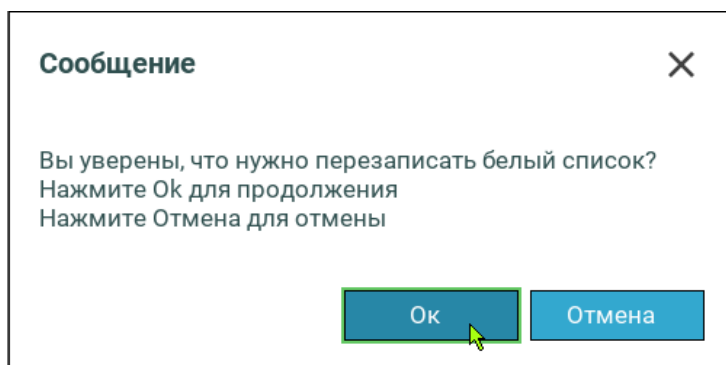 Сообщение
Вы уверены, что нужно перезаписать белый список?
Нажмите Ok для продолжения
Нажмите Отмена для отмены
Ок
Отмена